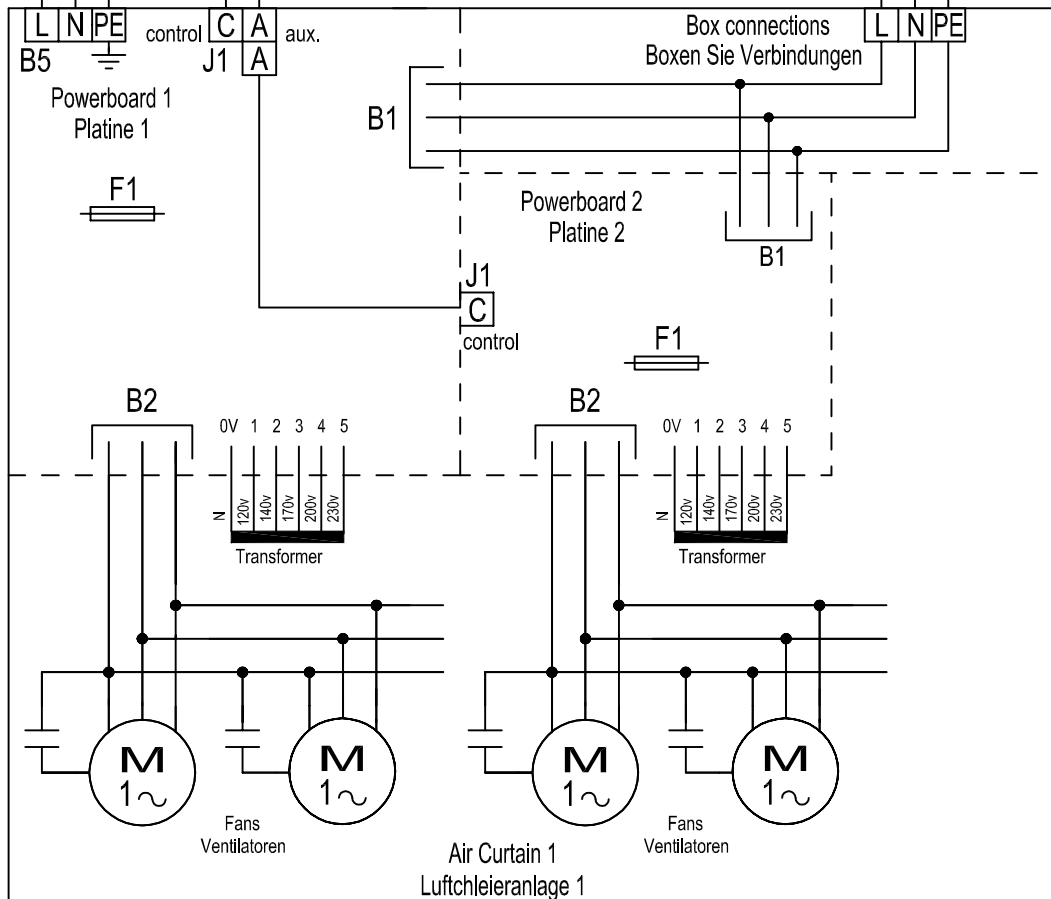 L N PE
B5
control C A aux.
J1 A
Box connections
Boxen Sie Verbindungen
L N PE
Powerboard 1
Platine 1
B1
F1
Powerboard 2
Platine 2
B1
J1
C
control
F1
B2
0V 1 2 3 4 5
N 120v 140v 170v 200v 230v
Transformer
B2
0V 1 2 3 4 5
N 120v 140v 170v 200v 230v
Transformer
M
1~
M
1~
M
1~
M
1~
Fans
Ventilatoren
Fans
Ventilatoren
Air Curtain 1
Luftchleieranlage 1